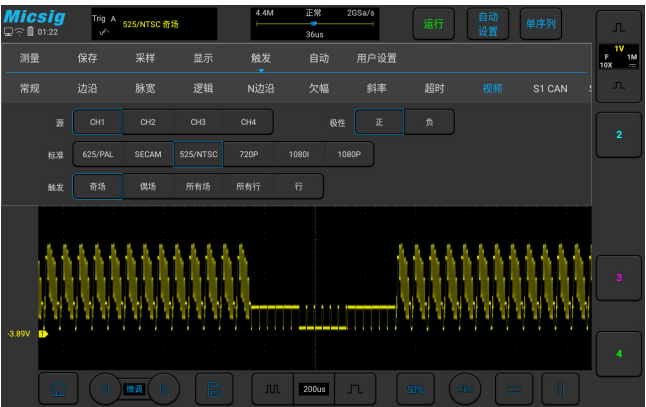 Micsig
01:22
Trig A
525/NTSC 奇场
4.4M 正常 2GSa/s
36us
运行
自动设置
单序列
测量 保存 采样 显示 触发 自动 用户设置
常规 边沿 脉宽 逻辑 N边沿 欠幅 斜率 超时 视频 S1 CAN
源 CH1 CH2 CH3 CH4 极性 正 负
标准 625/PAL SECAM 525/NTSC 720P 1080I 1080P
触发 奇场 偶场 所有场 所有行 行
1V
F 1M
10X
2
3
4
-3.89V
1
微调
200us
50%